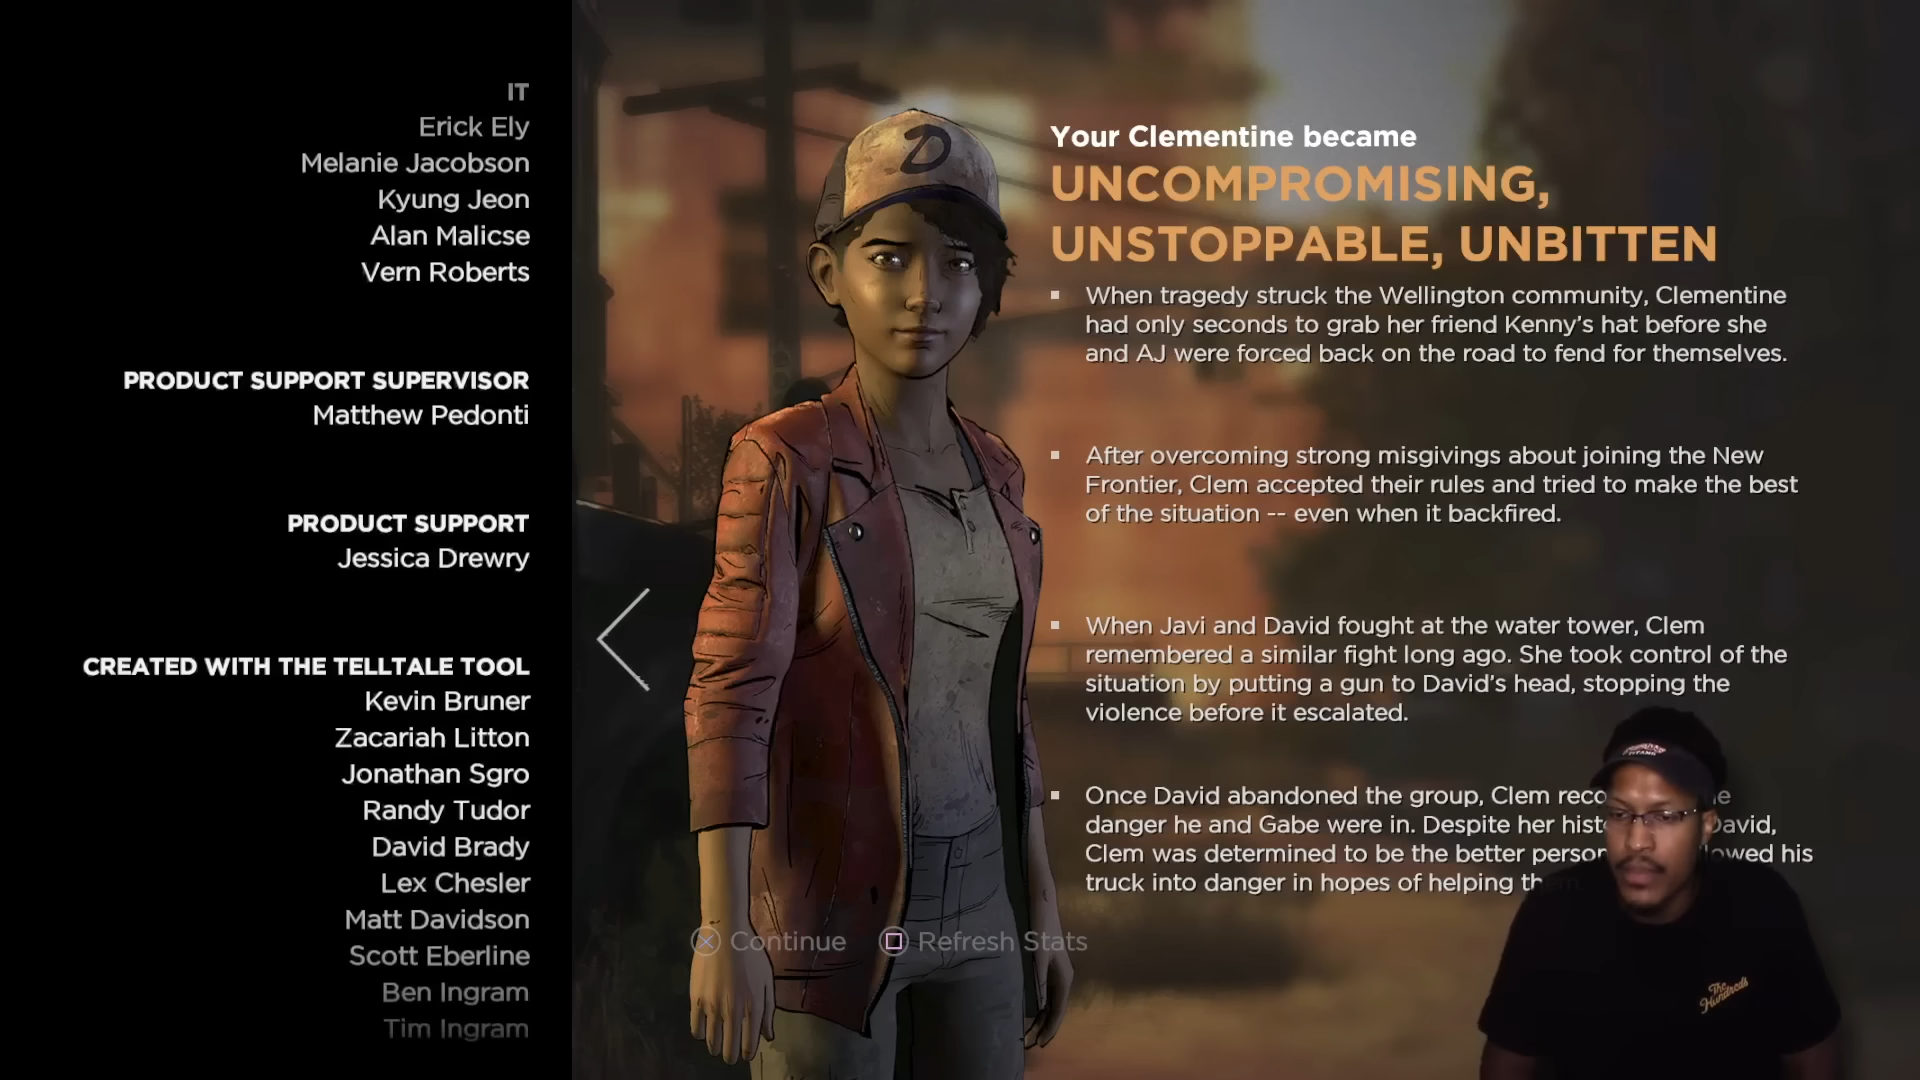 IT
Erick Ely
Melanie Jacobson
Kyung Jeon
Alan Malicse
Vern Roberts
PRODUCT SUPPORT SUPERVISOR
Matthew Pedonti
PRODUCT SUPPORT
Jessica Drewry
CREATED WITH THE TELLTALE TOOL
Kevin Bruner
Zacariah Litton
Jonathan Sgro
Randy Tudor
David Brady
Lex Chesler
Matt Davidson
Scott Eberline
Ben Ingram
Tim Ingram
D
Your Clementine became
UNCOMPROMISING,
UNSTOPPABLE, UNBITTEN
When tragedy struck the Wellington community, Clementine
had only seconds to grab her friend Kenny's hat before she
and AJ were forced back on the road to fend for themselves.
After overcoming strong misgivings about joining the New
Frontier, Clem accepted their rules and tried to make the best
of the situation -- even when it backfired.
When Javi and David fought at the water tower, Clem
remembered a similar fight long ago. She took control of the
situation by putting a gun to David's head, stopping the
violence before it escalated.
Once David abandoned the group, Clem
danger he and Gabe were in. Despite her David,
Clem was determined to be the better his
truck into danger in hopes of helping
Continue
Refresh Stats
The
Hundreds